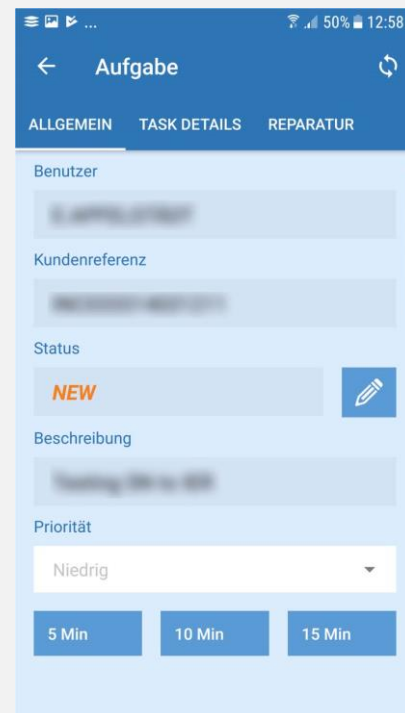 ... 50% 12:58
Aufgabe
ALLGEMEIN TASK DETAILS REPARATUR
Benutzer
Kundenreferenz
Status
NEW
Beschreibung
Priorität
Niedrig
5 Min 10 Min 15 Min